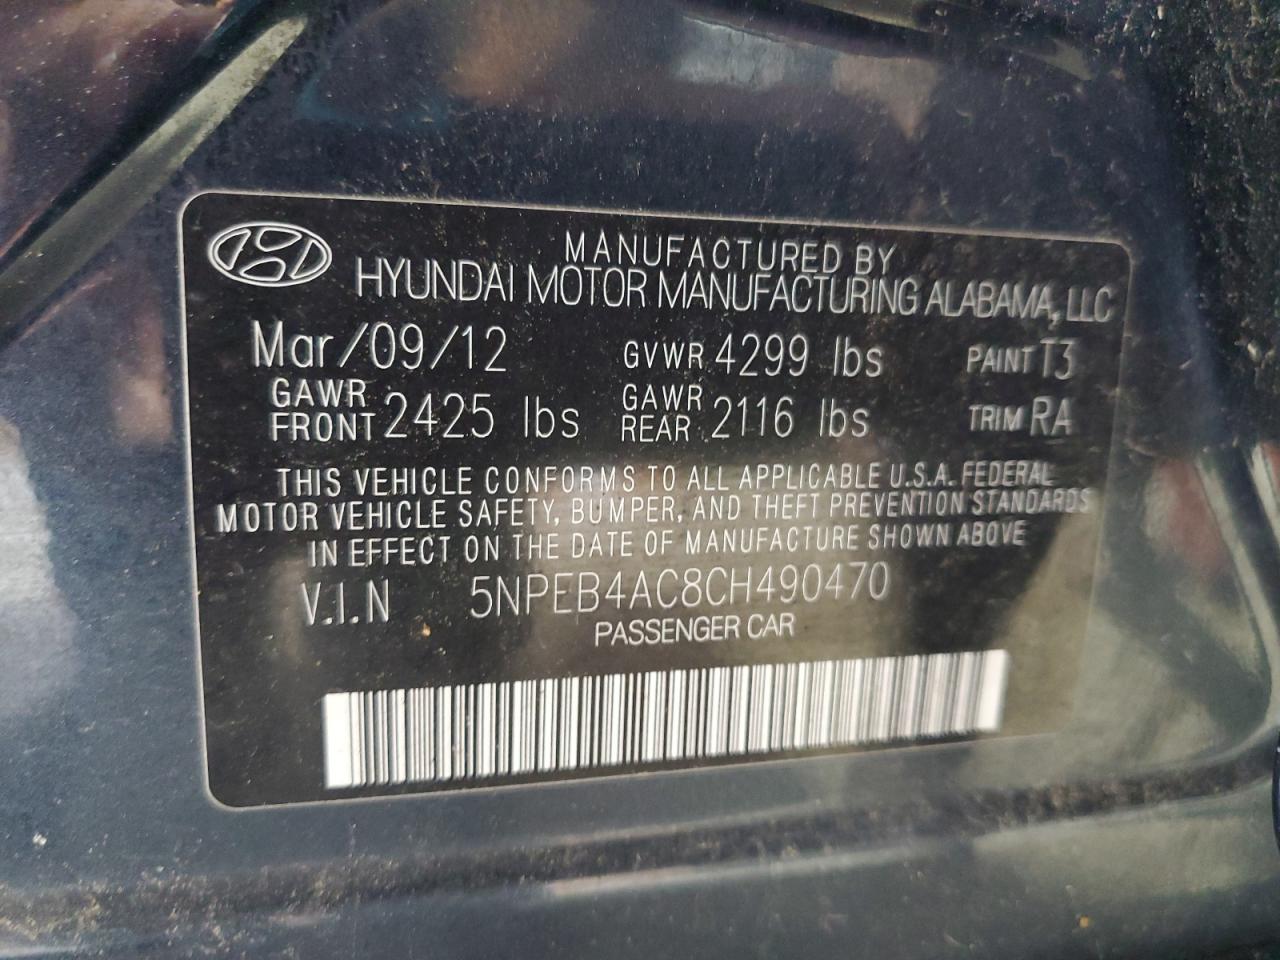 MANUFACTURED BY
HYUNDAI MOTOR MANUFACTURING ALABAMA, LLC
Mar/09/12 GVWR 4299 lbs PAINT T3
GAWR FRONT 2425 lbs GAWR REAR 2116 lbs TRIM RA
THIS VEHICLE CONFORMS TO ALL APPLICABLE U.S.A. FEDERAL
MOTOR VEHICLE SAFETY, BUMPER, AND THEFT PREVENTION STANDARDS
IN EFFECT ON THE DATE OF MANUFACTURE SHOWN ABOVE
V.I.N 5NPEB4AC8CH490470
PASSENGER CAR